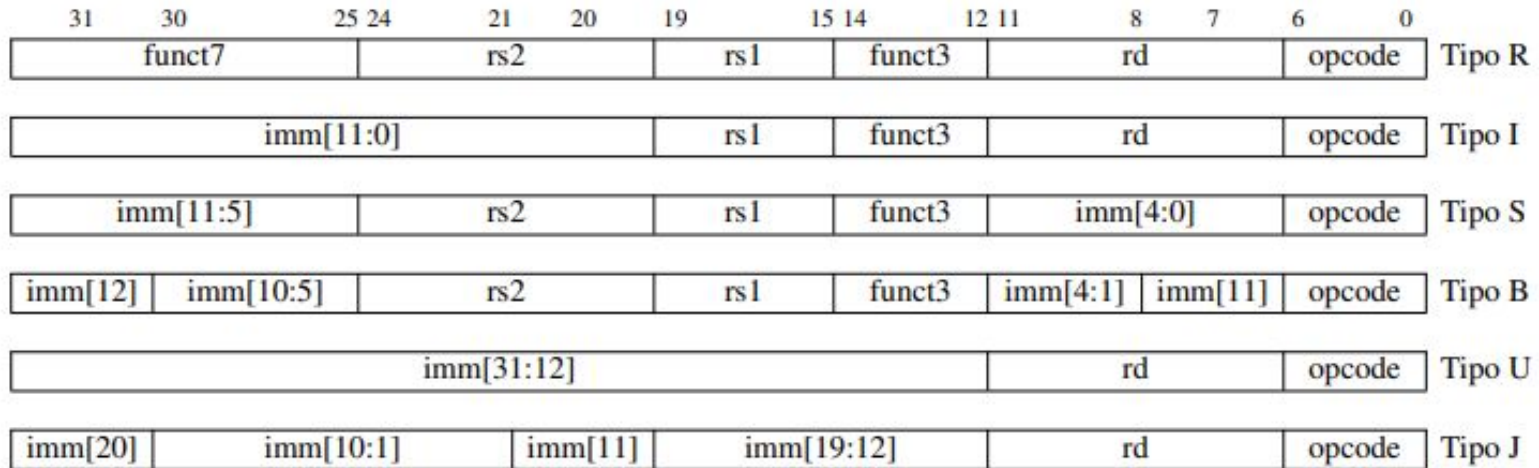 31 30 25 24 21 20 19 15 14 12 11 8 7 6 0
funct7 rs2 rs1 funct3 rd opcode Tipo R
imm[11:0] rs1 funct3 rd opcode Tipo I
imm[11:5] rs2 rs1 funct3 imm[4:0] opcode Tipo S
imm[12] imm[10:5] rs2 rs1 funct3 imm[4:1] imm[11] opcode Tipo B
imm[31:12] rd opcode Tipo U
imm[20] imm[10:1] imm[11] imm[19:12] rd opcode Tipo J